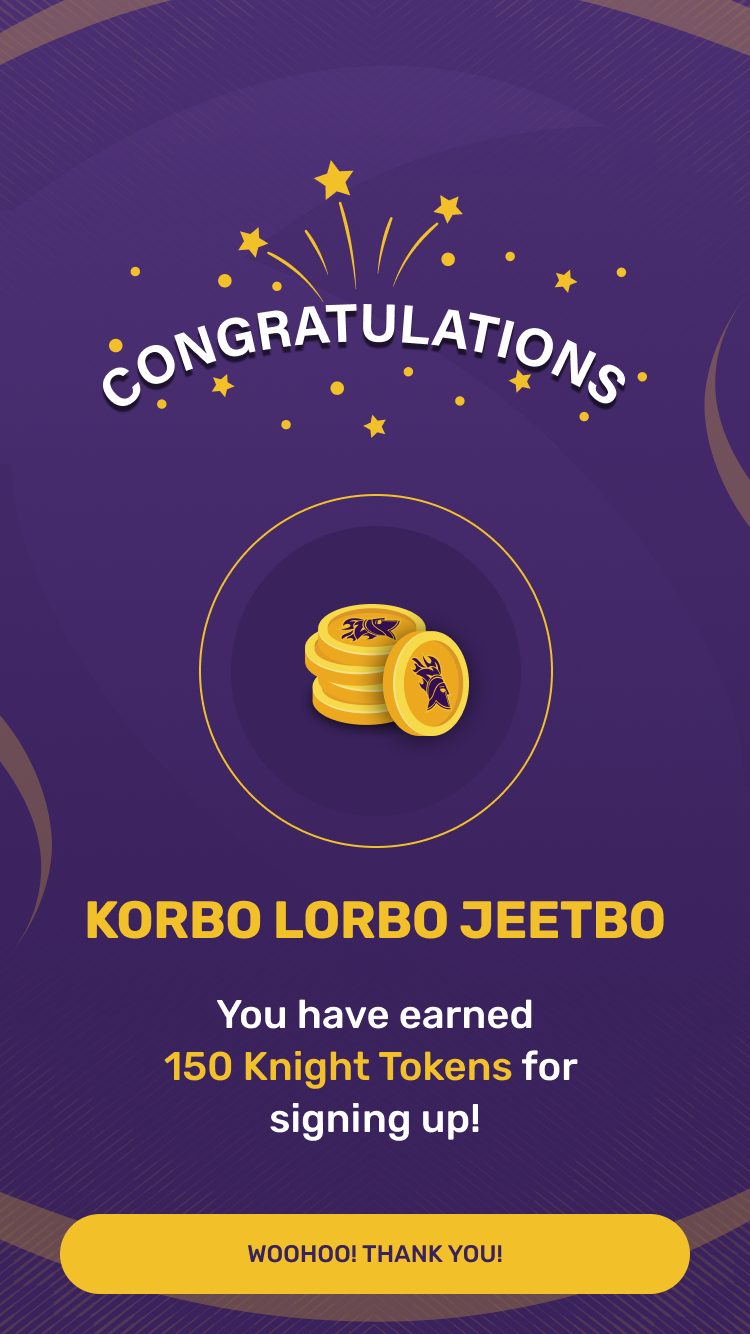 CONGRATULATIONS
KORBO LORBO JEETBO
You have earned
150 Knight Tokens for
signing up!
WOOHOO! THANK YOU!